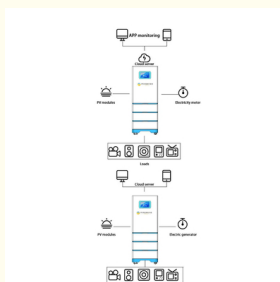 APP monitoring
Cloud server
PV modules
Electricity meter
Loads
Cloud server
PV modules
Electric generator